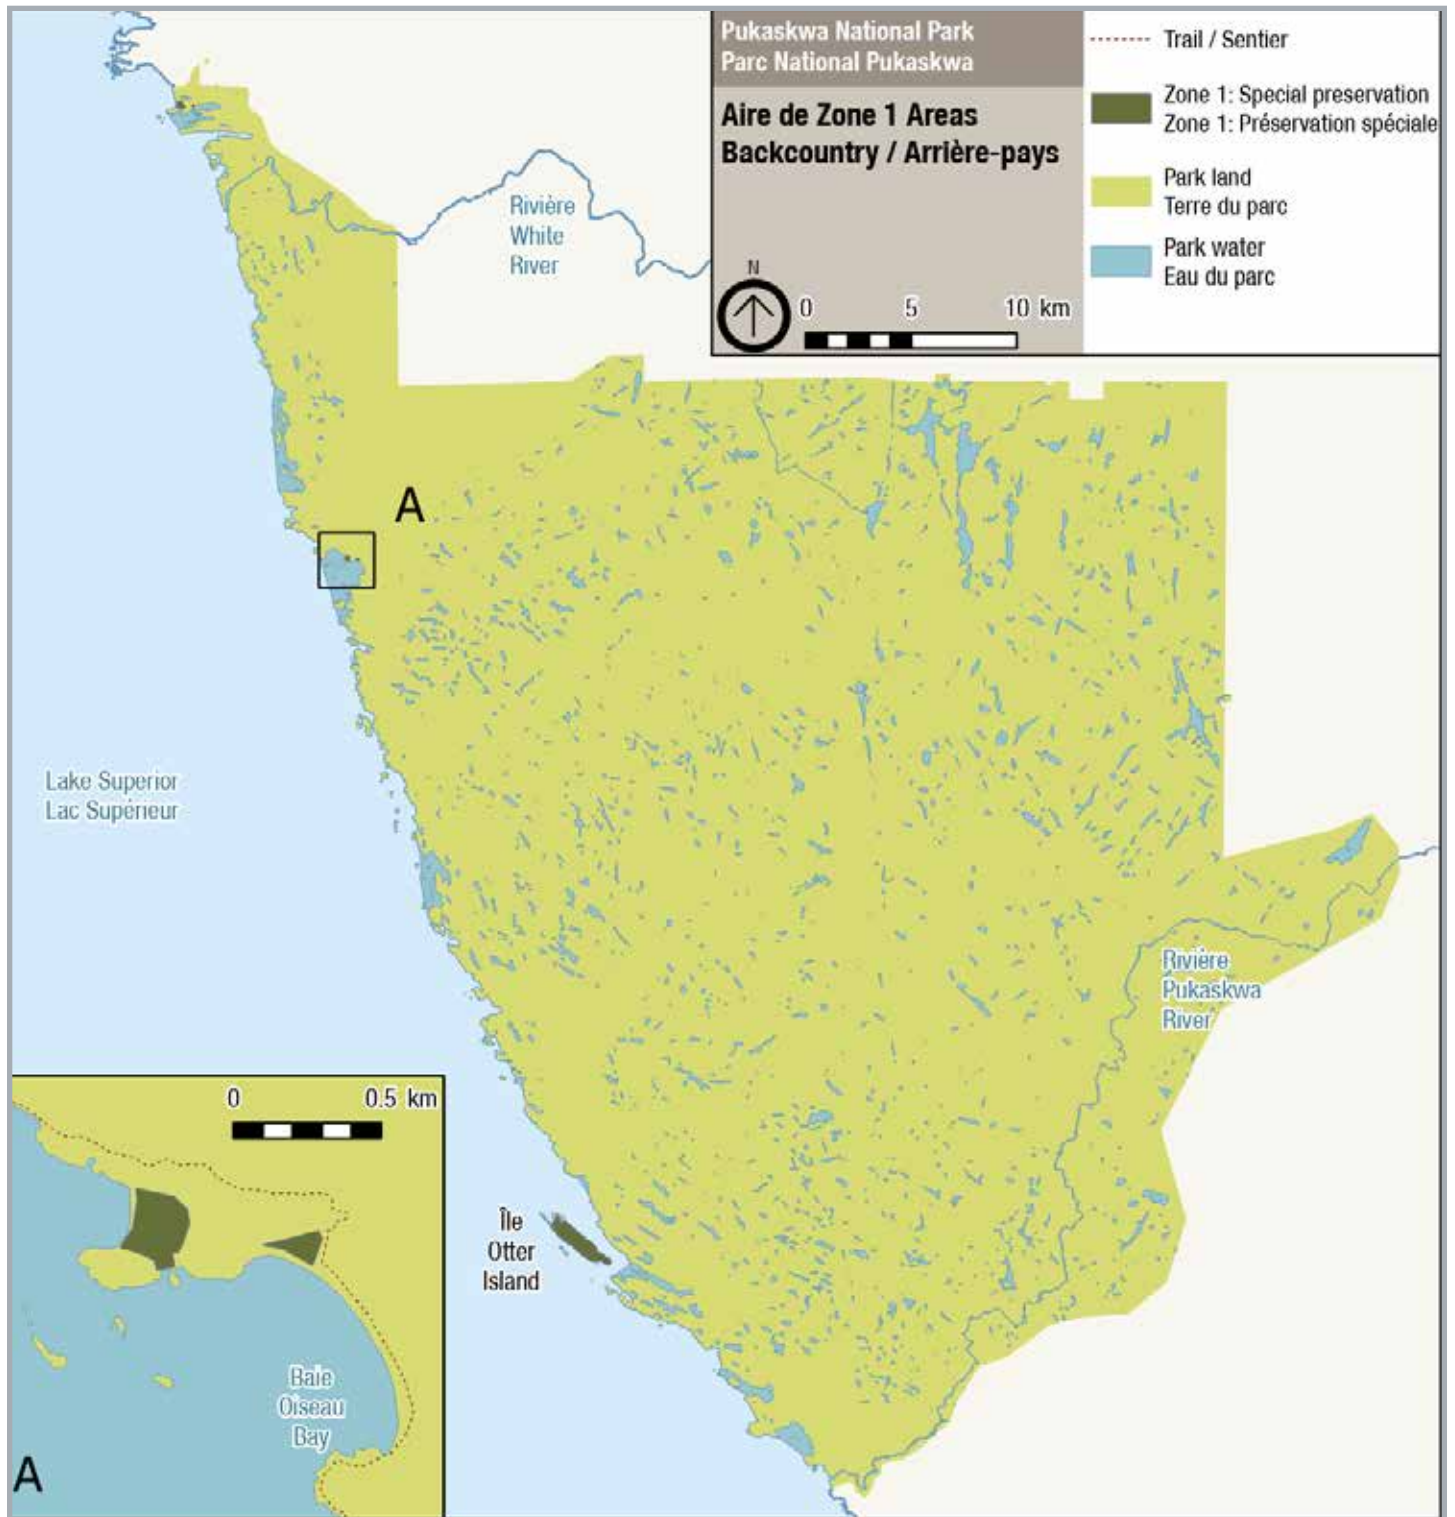 Pukaskwa National Park
Parc National Pukaskwa
Aire de Zone 1 Areas
Backcountry / Arrière-pays
N
0 5 10 km
Trail / Sentier
Zone 1: Special preservation
Zone 1: Préservation spéciale
Park land
Terre du parc
Park water
Eau du parc
Rivière
White
River
A
Lake Superior
Lac Supérieur
Rivière
Pukaskwa
River
Île
Otter
Island
0 0.5 km
Baie
Oiseau
Bay
A